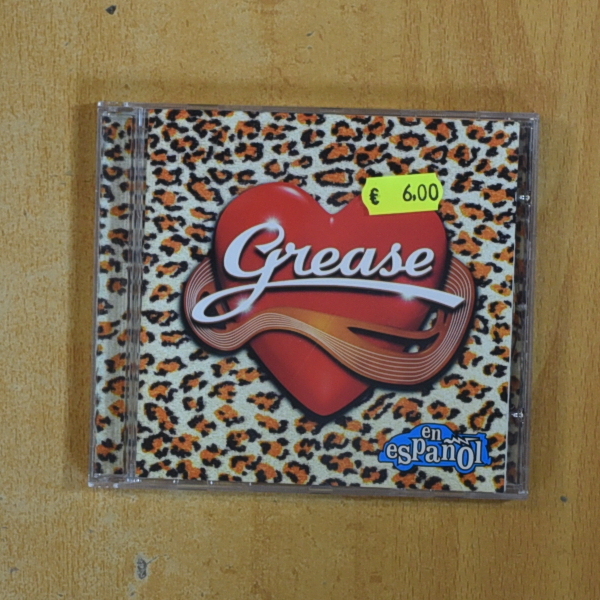 € 6,00
Grease
en
español